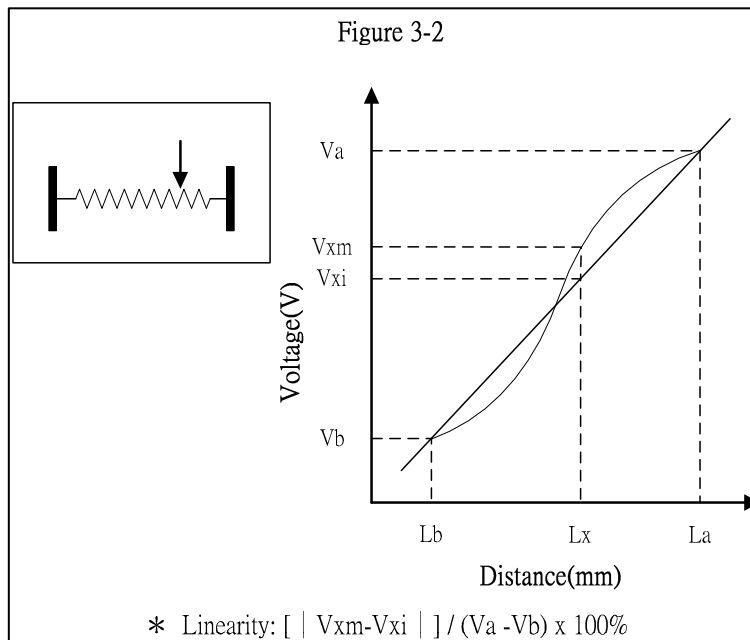 Figure 3-2
Va
Vxm
Vxi
Voltage(V)
Vb
Lb Lx La
Distance(mm)
* Linearity: [ | Vxm-Vxi | ] / (Va -Vb) x 100%